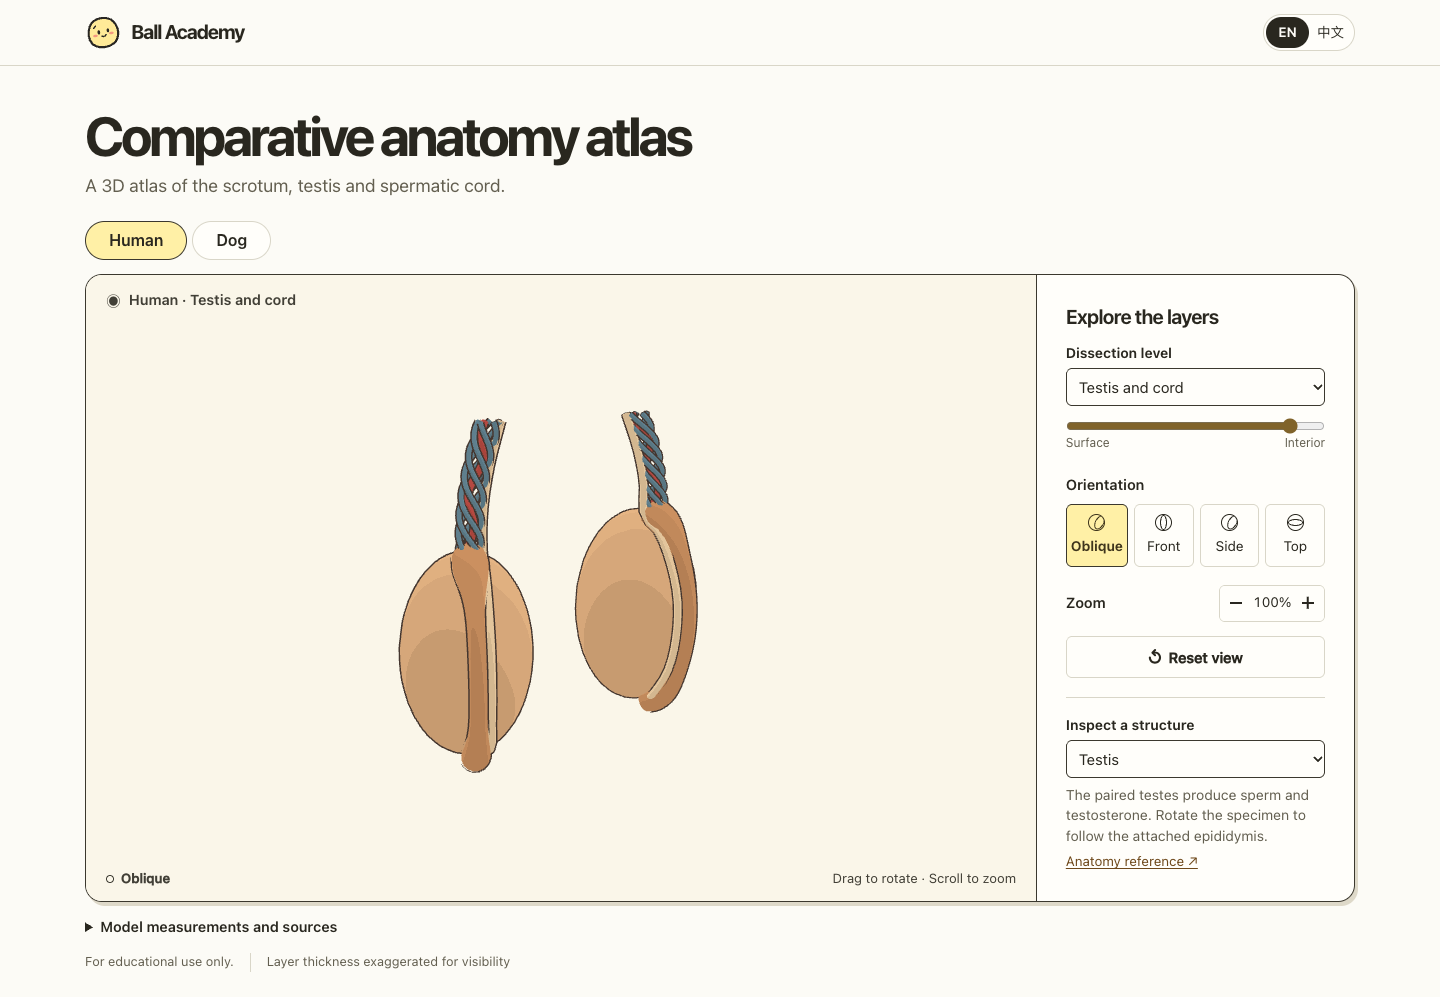 Ball Academy
EN 中文
Comparative anatomy atlas
A 3D atlas of the scrotum, testis and spermatic cord.
Human Dog
Human · Testis and cord
Explore the layers
Dissection level
Testis and cord
Surface Interior
Orientation
Oblique Front Side Top
Zoom − 100% +
Reset view
Inspect a structure
Testis
The paired testes produce sperm and
testosterone. Rotate the specimen to
follow the attached epididymis.
Anatomy reference ↗
Oblique
Drag to rotate · Scroll to zoom
Model measurements and sources
For educational use only. Layer thickness exaggerated for visibility